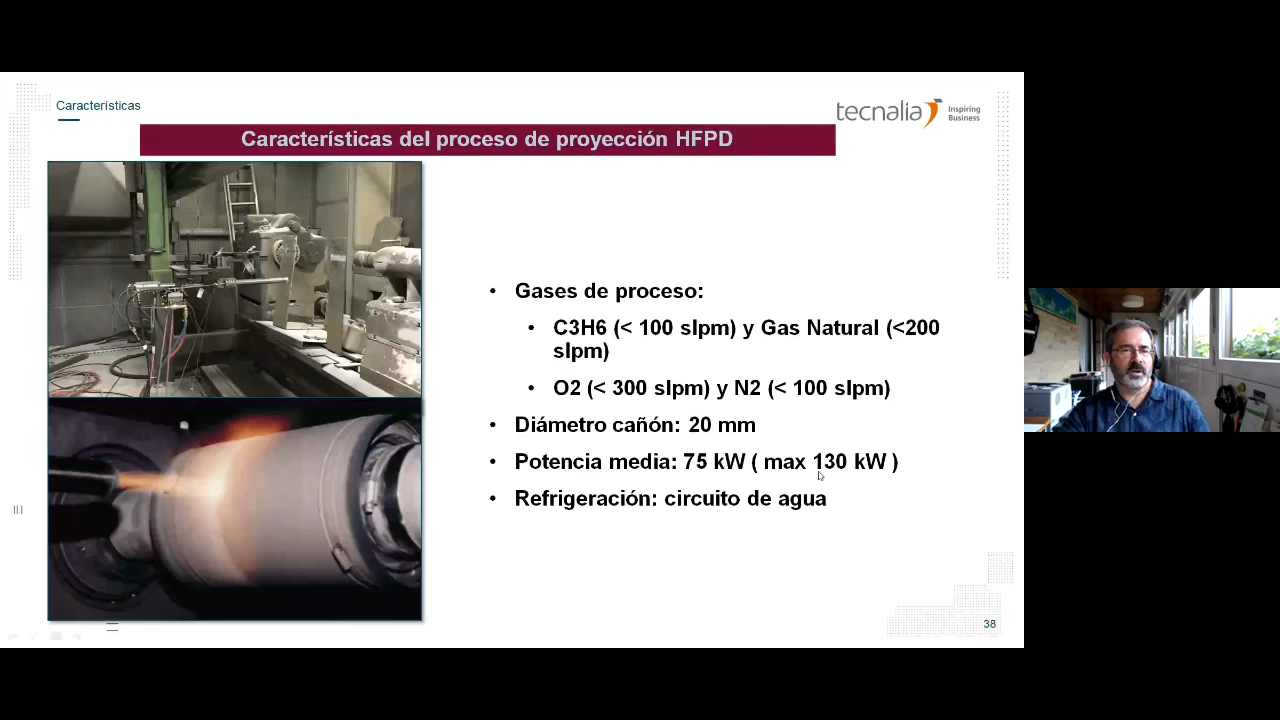 Características
tecnalia Inspiring
Business
Características del proceso de proyección HFPD
• Gases de proceso:
• C3H6 (< 100 slpm) y Gas Natural (<200
slpm)
• O2 (< 300 slpm) y N2 (< 100 slpm)
• Diámetro cañón: 20 mm
• Potencia media: 75 kW ( max 130 kW )
• Refrigeración: circuito de agua
38